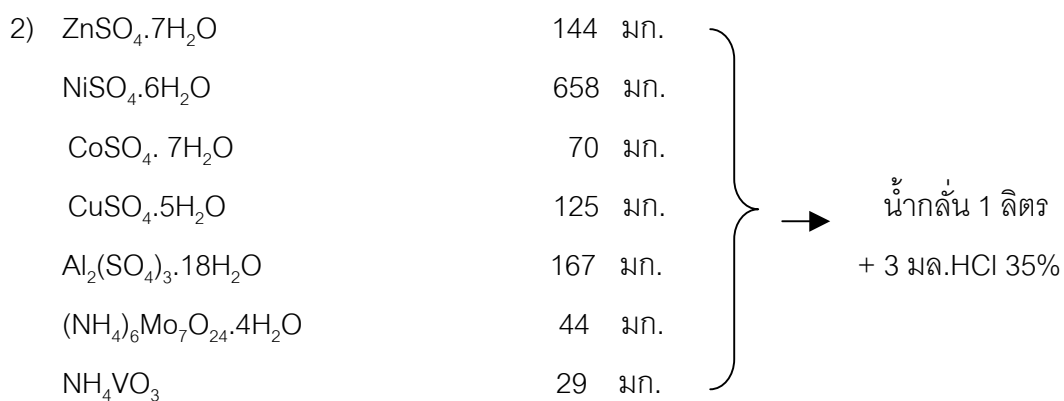 2) ZnSO₄.7H₂O 144 มก.
NiSO₄.6H₂O 658 มก.
CoSO₄. 7H₂O 70 มก.
CuSO₄.5H₂O 125 มก.
น้ำกลั่น 1 ลิตร
Al₂(SO₄)₃.18H₂O 167 มก.
+ 3 มล.HCl 35%
(NH₄)₆Mo₇O₂₄.4H₂O 44 มก.
NH₄VO₃ 29 มก.